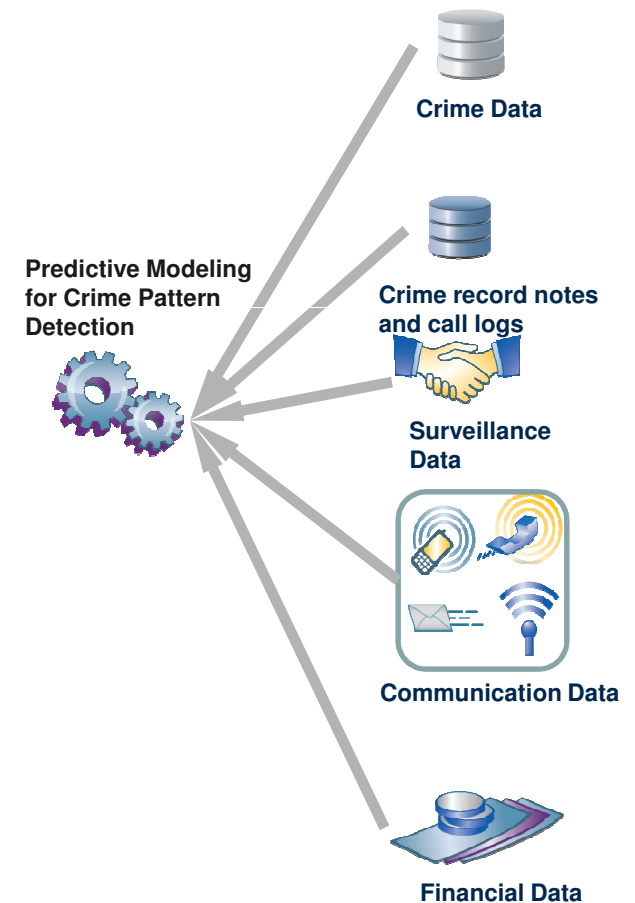 Crime Data
Predictive Modeling
for Crime Pattern
Detection
Crime record notes
and call logs
Surveillance
Data
Communication Data
Financial Data